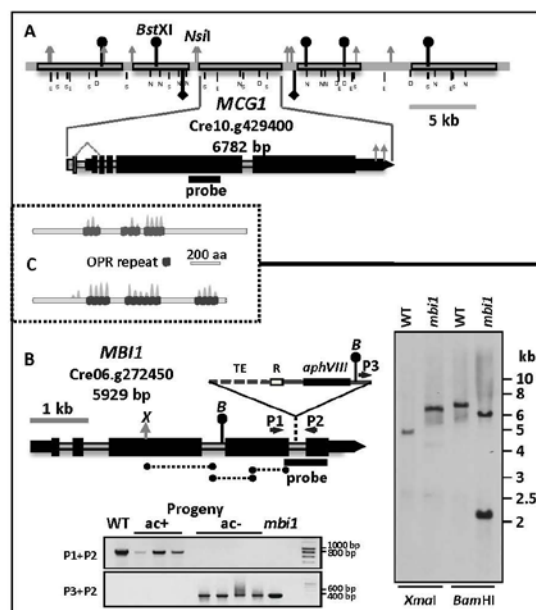 A
BstXI
NsiI
MCG1
Cre10.g429400
6782 bp
5 kb
probe
C
OPR repeat
200 aa
B
MBI1
Cre06.g272450
5929 bp
1 kb
TE
R
aphVIII
B
P3
X
B
P1
P2
probe
Progeny
WT
ac+
ac-
mbi1
P1+P2
1000 bp
800 bp
P3+P2
600 bp
400 bp
WT
mbi1
WT
mbi1
kb
10
8
6
5
4
3
2.5
2
XmaI
BamHI